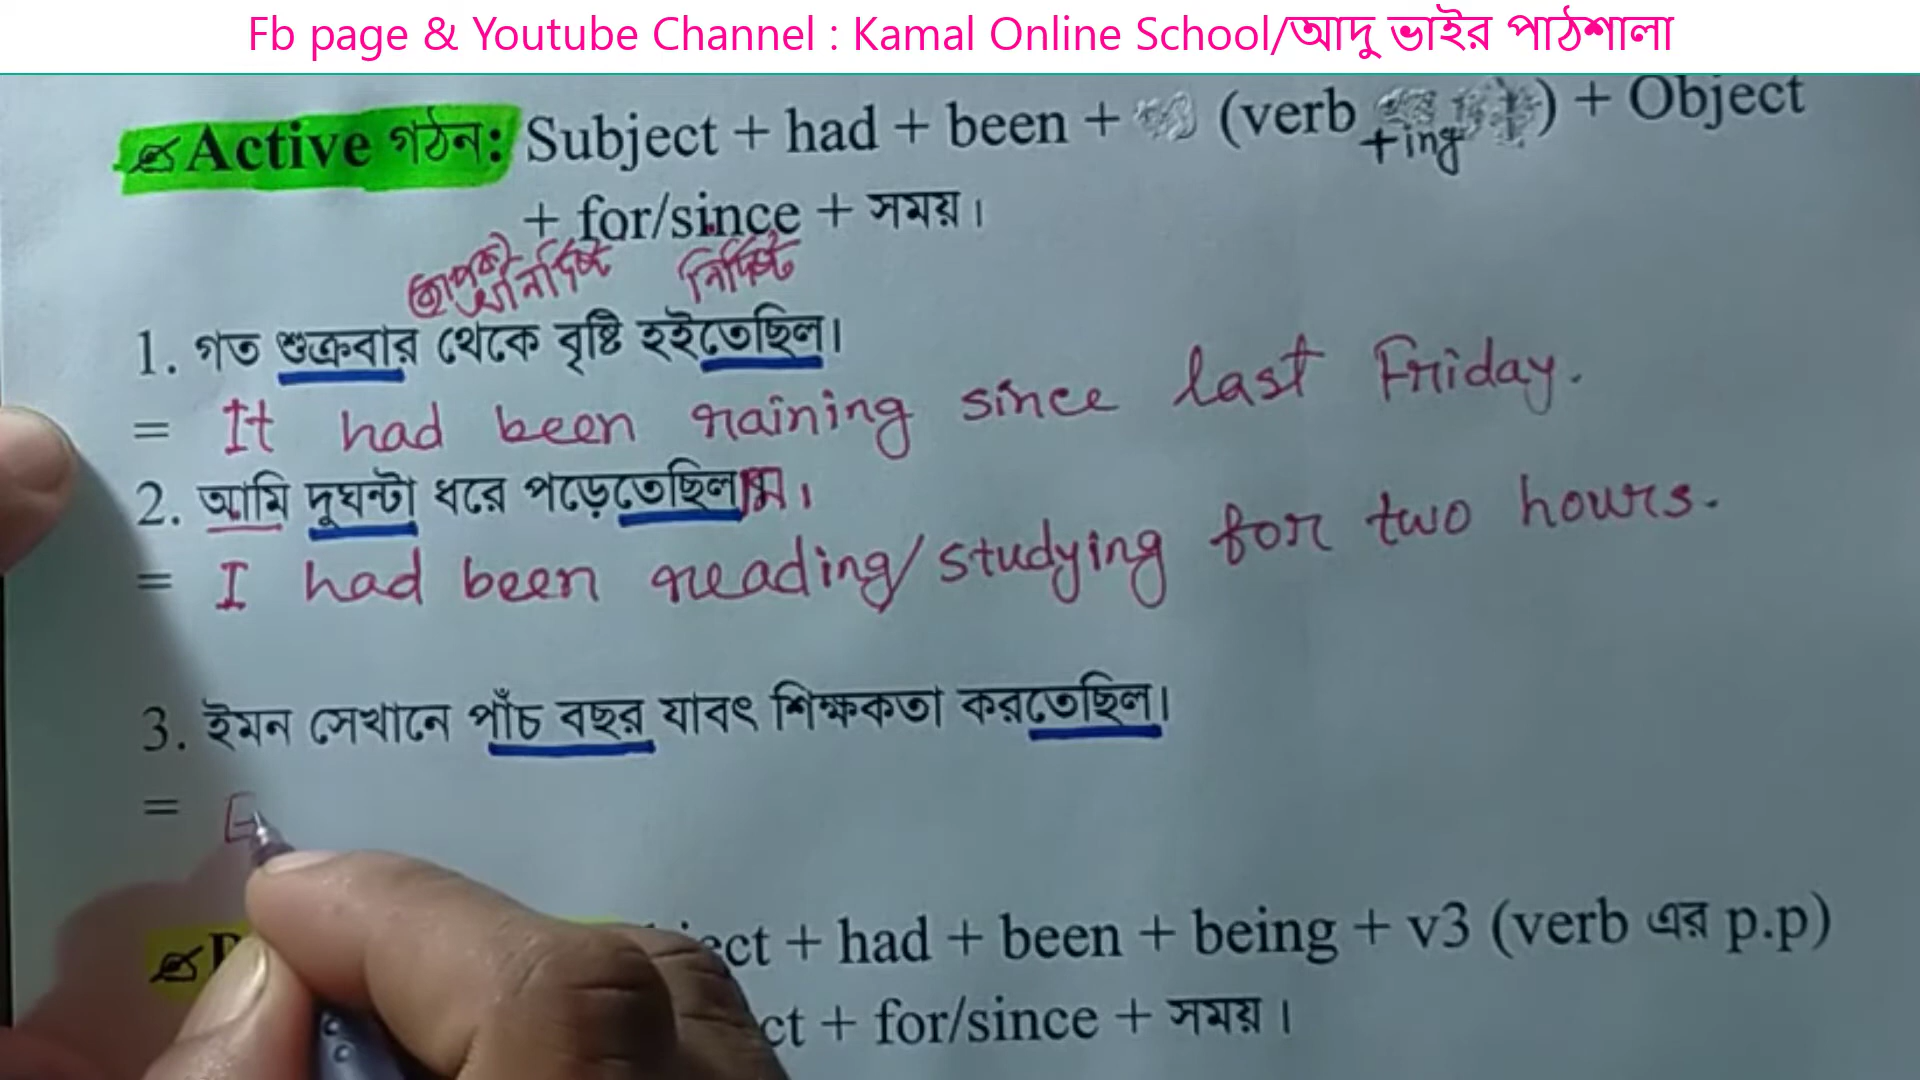 Fb page & Youtube Channel : Kamal Online School/আদু ভাইর পাঠশালা
Active গঠন: Subject + had + been + (verb +ing) + Object
+ for/since + সময়।
অনির্দিষ্ট নির্দিষ্ট
1. গত শুক্রবার থেকে বৃষ্টি হইতেছিল।
= It had been raining since last Friday.
2. আমি দুঘন্টা ধরে পড়েতেছিলাম।
= I had been reading/studying for two hours.
3. ইমন সেখানে পাঁচ বছর যাবৎ শিক্ষকতা করতেছিল।
= E
ect + had + been + being + v3 (verb এর p.p)
ct + for/since + সময়।